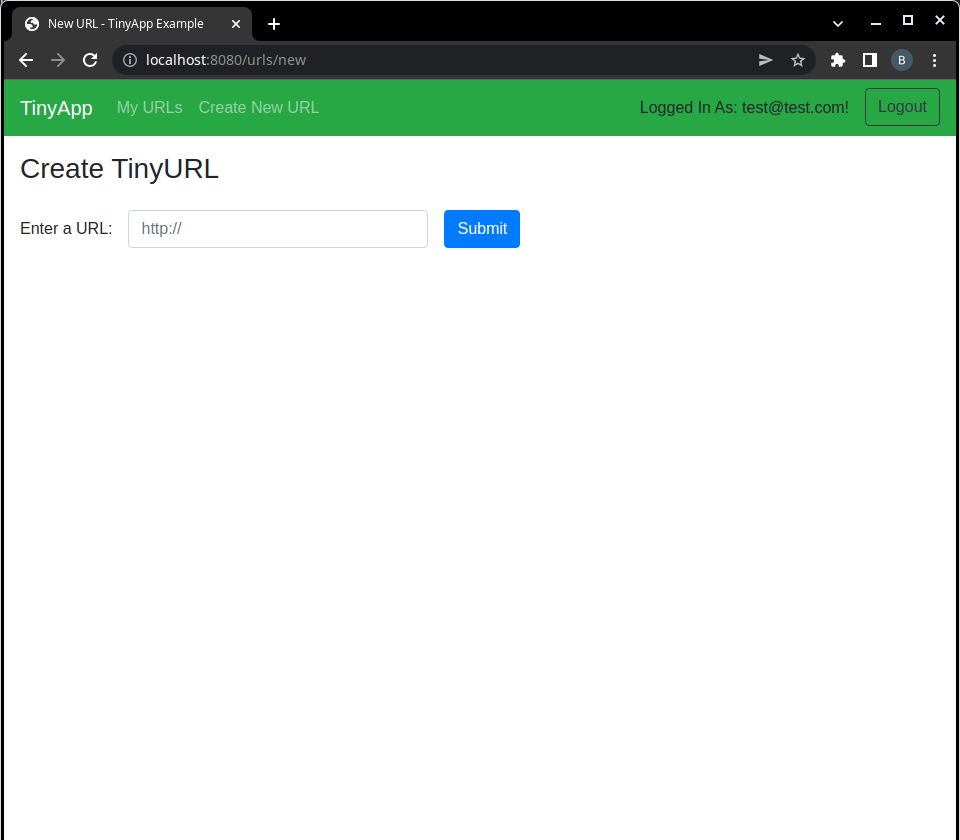 New URL - TinyApp Example
localhost:8080/urls/new
B
TinyApp My URLs Create New URL Logged In As: test@test.com! Logout
Create TinyURL
Enter a URL: http:// Submit